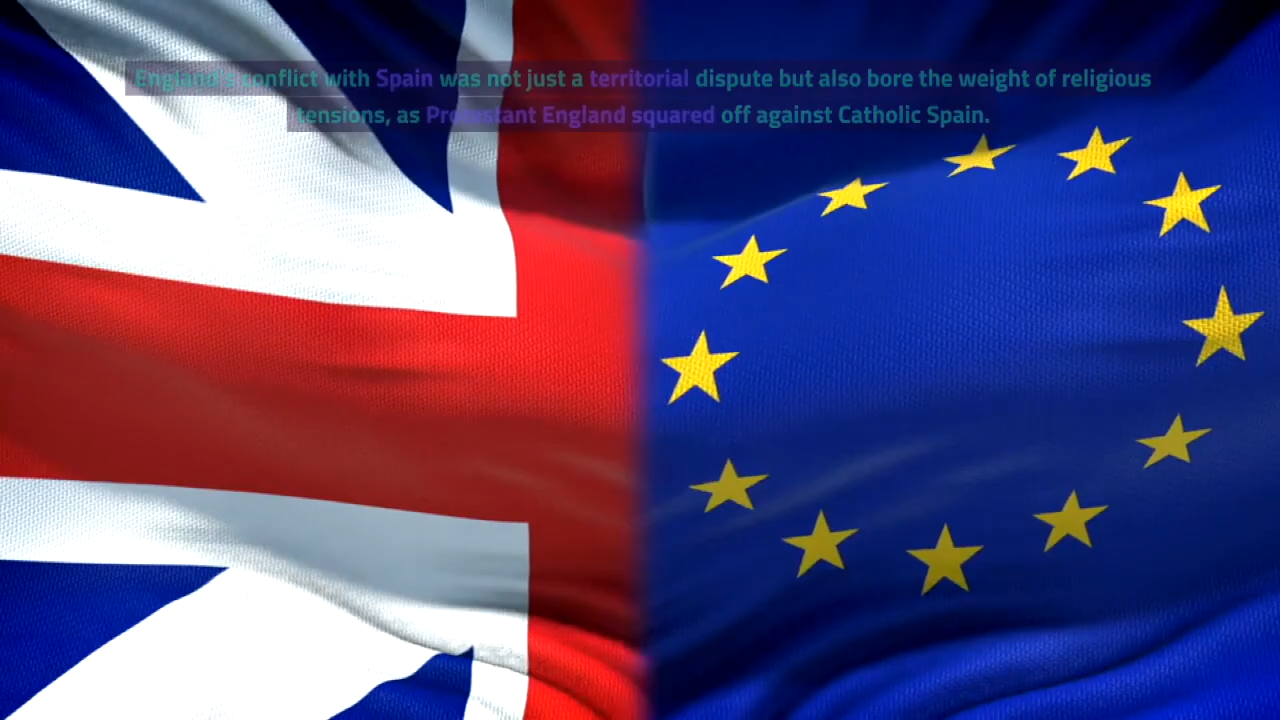 England's conflict with Spain was not just a territorial dispute but also bore the weight of religious
tensions, as Protestant England squared off against Catholic Spain.